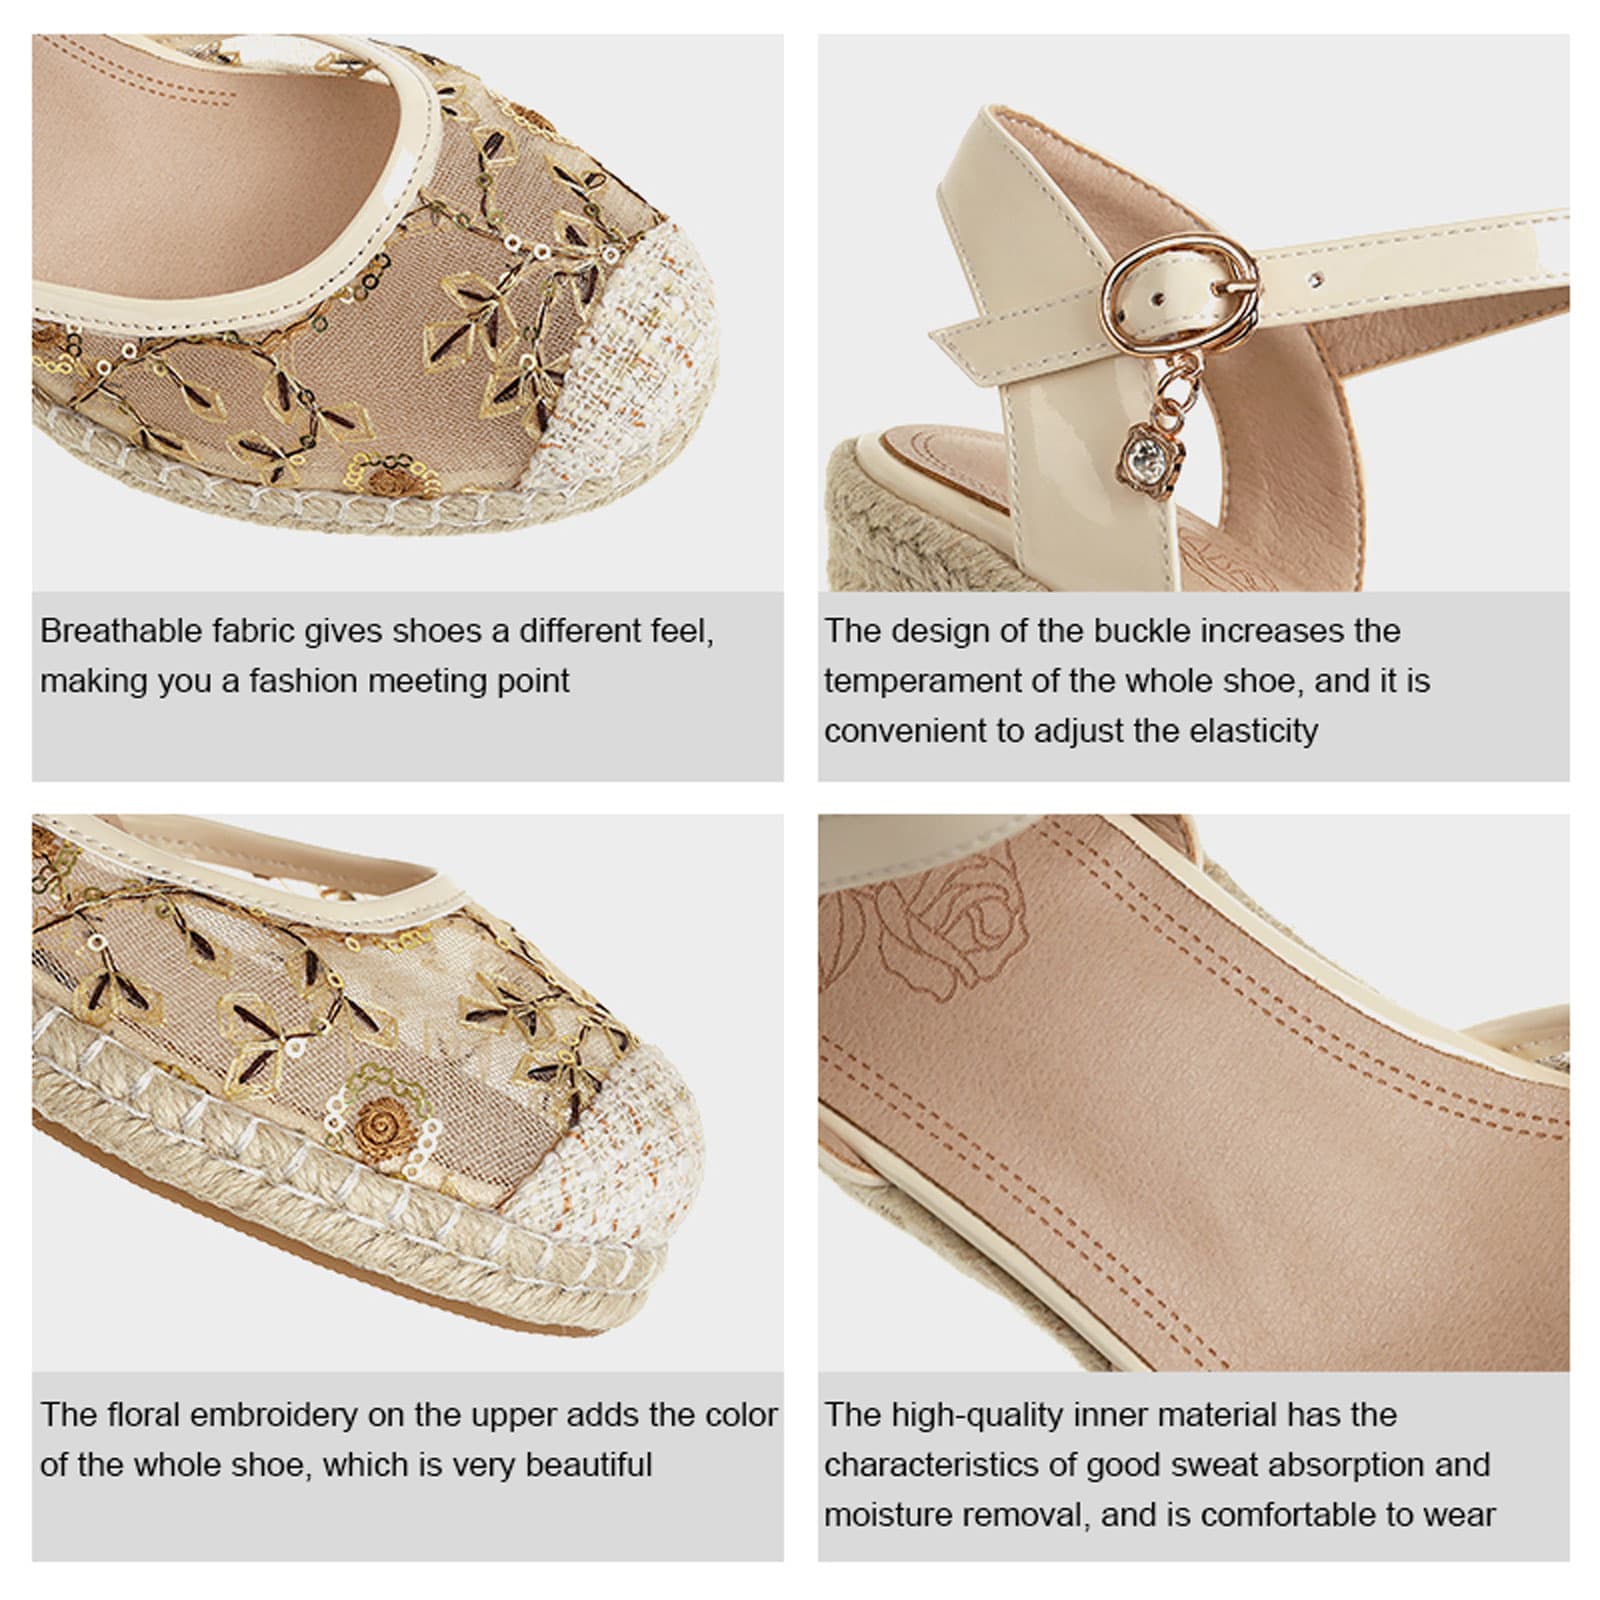 Breathable fabric gives shoes a different feel,
making you a fashion meeting point
The design of the buckle increases the
temperament of the whole shoe, and it is
convenient to adjust the elasticity
The floral embroidery on the upper adds the color
of the whole shoe, which is very beautiful
The high-quality inner material has the
characteristics of good sweat absorption and
moisture removal, and is comfortable to wear